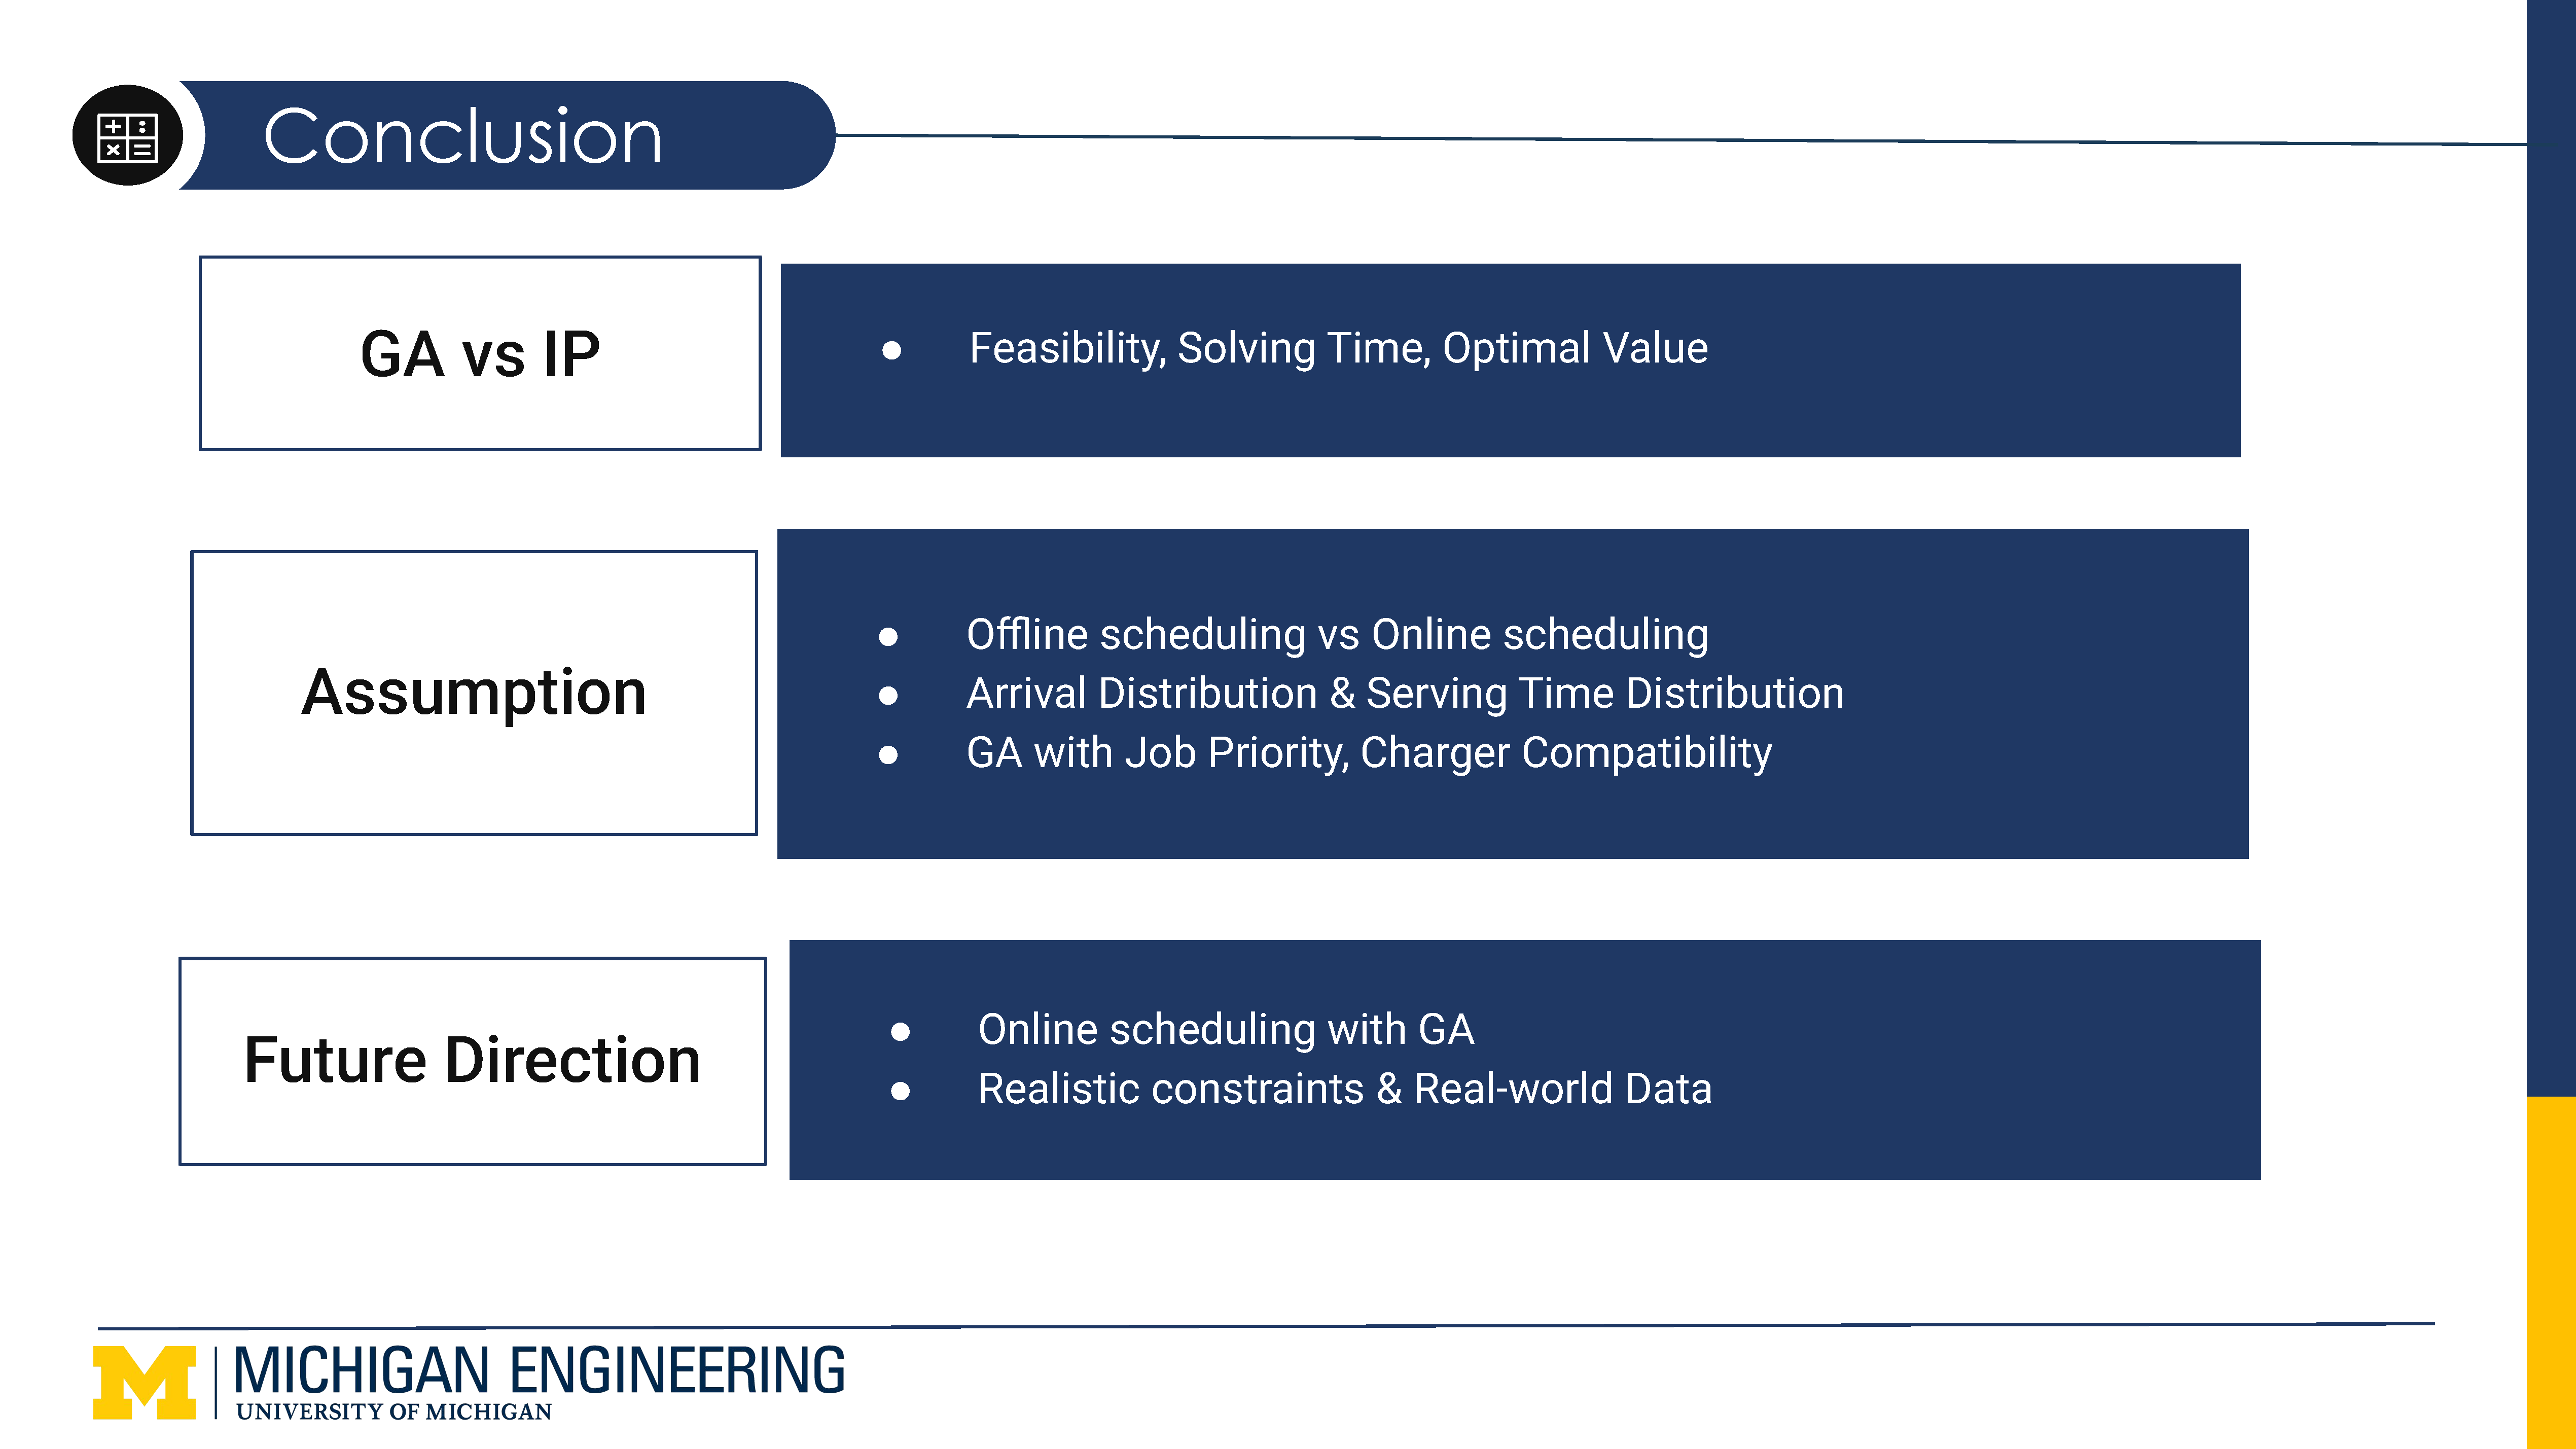 Conclusion
GA vs IP
● Feasibility, Solving Time, Optimal Value
Assumption
● Offline scheduling vs Online scheduling
● Arrival Distribution & Serving Time Distribution
● GA with Job Priority, Charger Compatibility
Future Direction
● Online scheduling with GA
● Realistic constraints & Real-world Data
M
MICHIGAN ENGINEERING
UNIVERSITY OF MICHIGAN